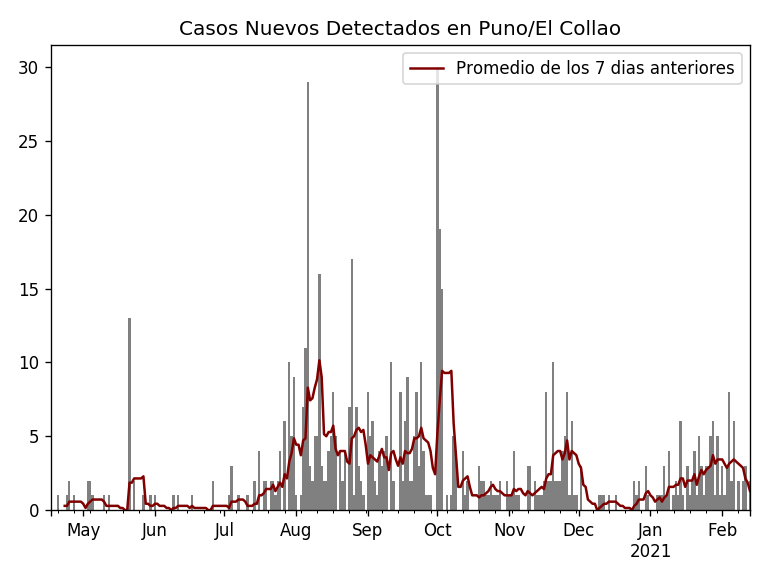 Casos Nuevos Detectados en Puno/El Collao
Promedio de los 7 dias anteriores
30
25
20
15
10
5
0
May Jun Jul Aug Sep Oct Nov Dec Jan Feb
2021